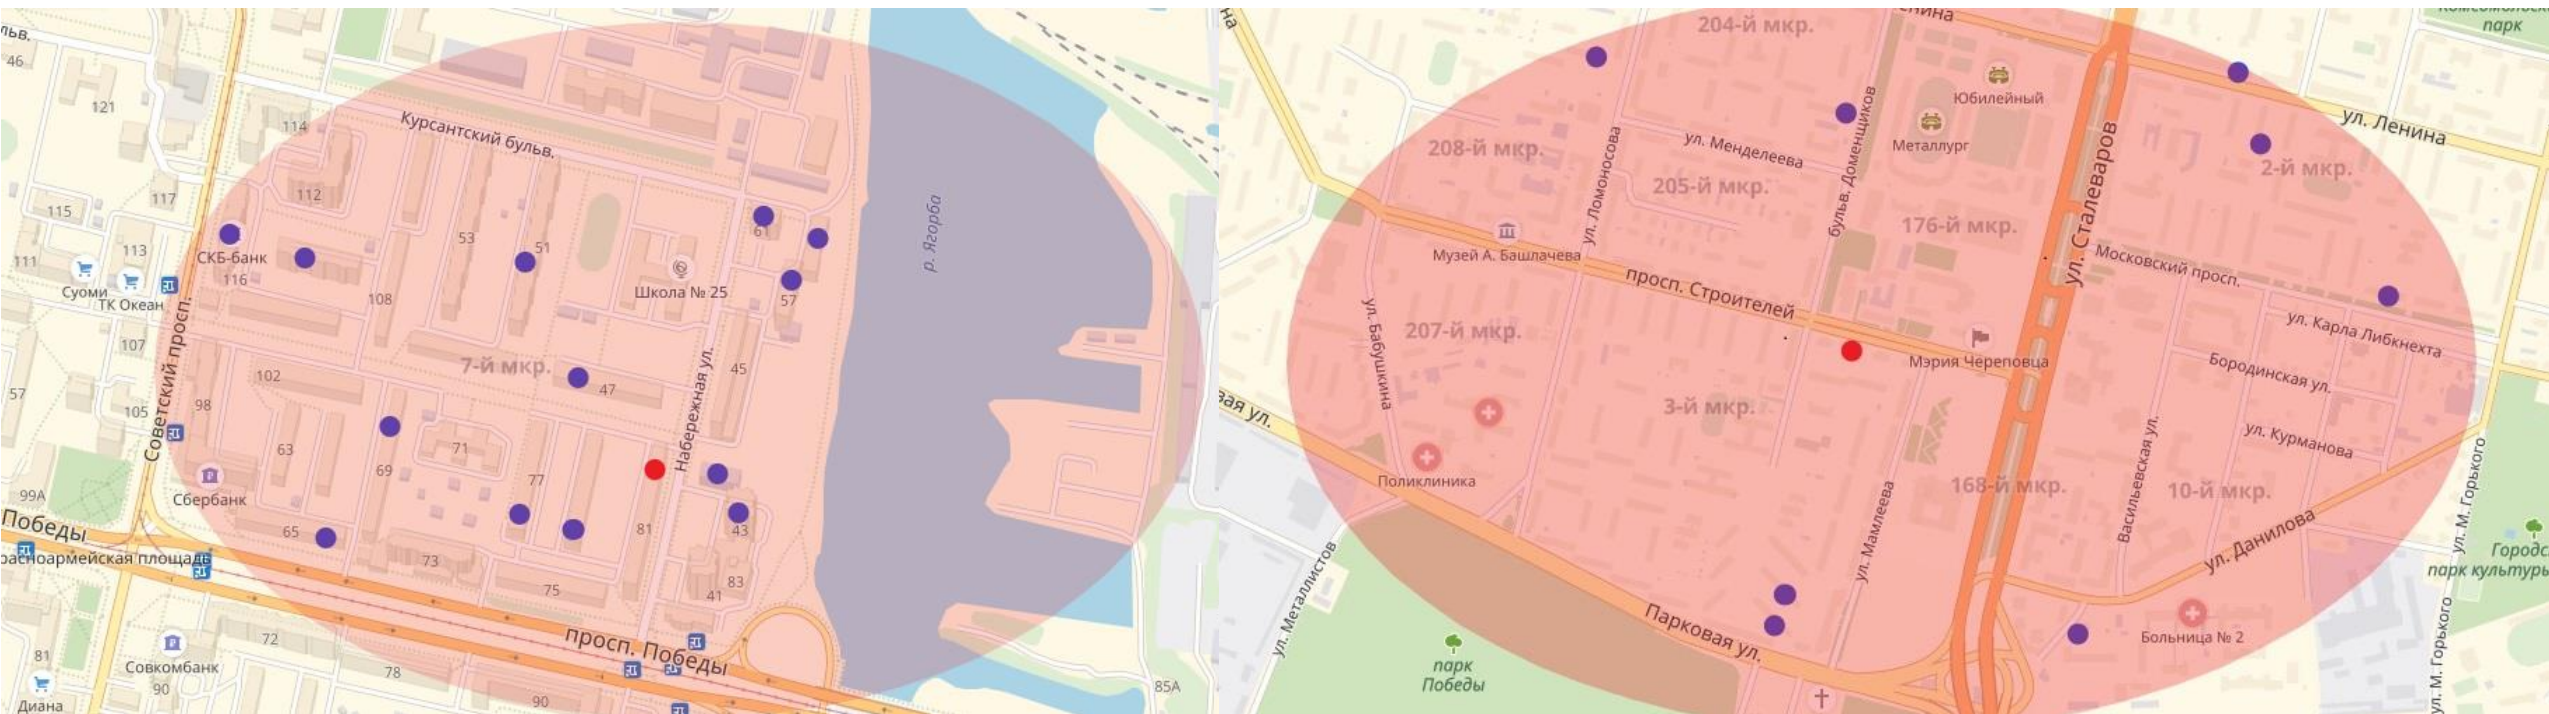 льв.
46
121
114
Курсантский бульв.
112
117
115
53
51
61
113
СКБ-банк
111
116
Школа № 25
Суоми
ТК Океан
108
57
р. Ягорба
107
Советский просп.
7-й мкр.
45
102
47
57
98
105
Набережная ул.
63
69
71
77
99А
Сбербанк
Победы
65
81
43
расноармейская площадь
73
75
83
41
72
просп. Победы
81
Совкомбанк
78
90
85А
Диана
90
на
204-й мкр.
Комсомольск
парк
Юбилейный
ул. Ленина
Металлург
208-й мкр.
ул. Менделеева
бульв. Доменщиков
ул. Ломоносова
205-й мкр.
2-й мкр.
176-й мкр.
ул. Сталеваров
Музей А. Башлачева
просп. Строителей
Московский просп.
ул. Бабушкина
207-й мкр.
ул. Карла Либкнехта
Мэрия Череповца
Бородинская ул.
вая ул.
3-й мкр.
ул. Курманова
Поликлиника
168-й мкр.
Васильевская ул.
10-й мкр.
ул. М. Горького
ул. Мамлеева
ул. Данилова
ул. Металлистов
Городс
парк культуры
Парковая ул.
Больница № 2
парк
Победы
ул. М. Горького